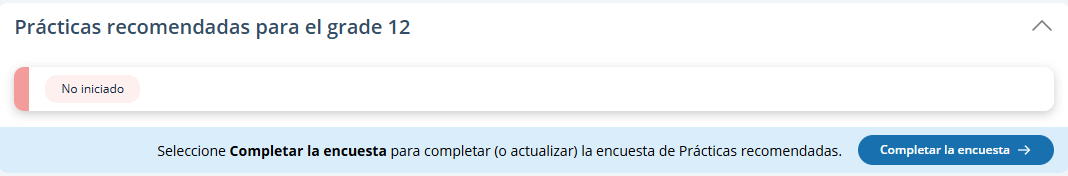 Prácticas recomendadas para el grade 12
No iniciado
Seleccione Completar la encuesta para completar (o actualizar) la encuesta de Prácticas recomendadas.
Completar la encuesta